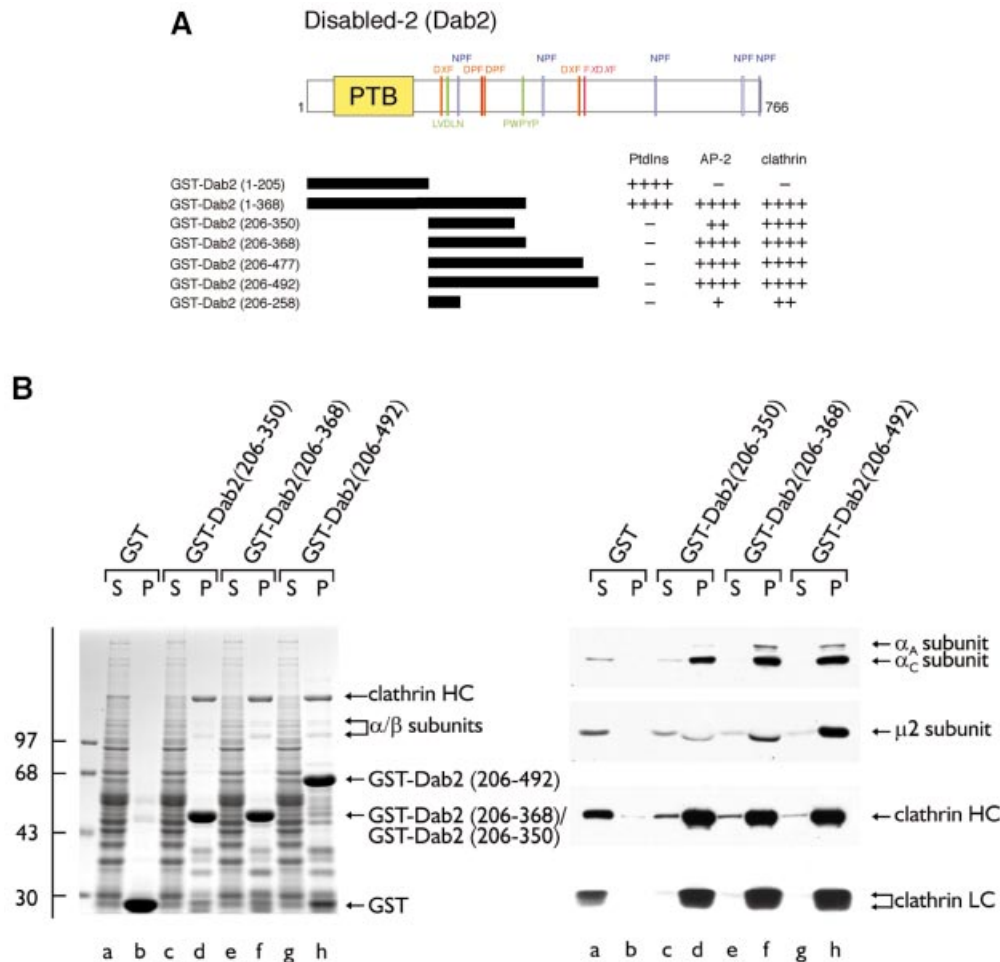 A
Disabled-2 (Dab2)
NPF NPF NPF NPF NPF
DXF DPF DPF DXF FXDXF
PTB
1 766
LVDLN PWPYP
PtdIns AP-2 clathrin
GST-Dab2 (1-205) ++++ – –
GST-Dab2 (1-368) ++++ ++++ ++++
GST-Dab2 (206-350) – ++ ++++
GST-Dab2 (206-368) – ++++ ++++
GST-Dab2 (206-477) – ++++ ++++
GST-Dab2 (206-492) – ++++ ++++
GST-Dab2 (206-258) – + ++
B
GST
GST-Dab2(206-350)
GST-Dab2(206-368)
GST-Dab2(206-492)
S P S P S P S P
97
68
43
30
clathrin HC
α/β subunits
GST-Dab2 (206-492)
GST-Dab2 (206-368)/
GST-Dab2 (206-350)
GST
a b c d e f g h
GST
GST-Dab2(206-350)
GST-Dab2(206-368)
GST-Dab2(206-492)
S P S P S P S P
αA subunit
αC subunit
μ2 subunit
clathrin HC
clathrin LC
a b c d e f g h